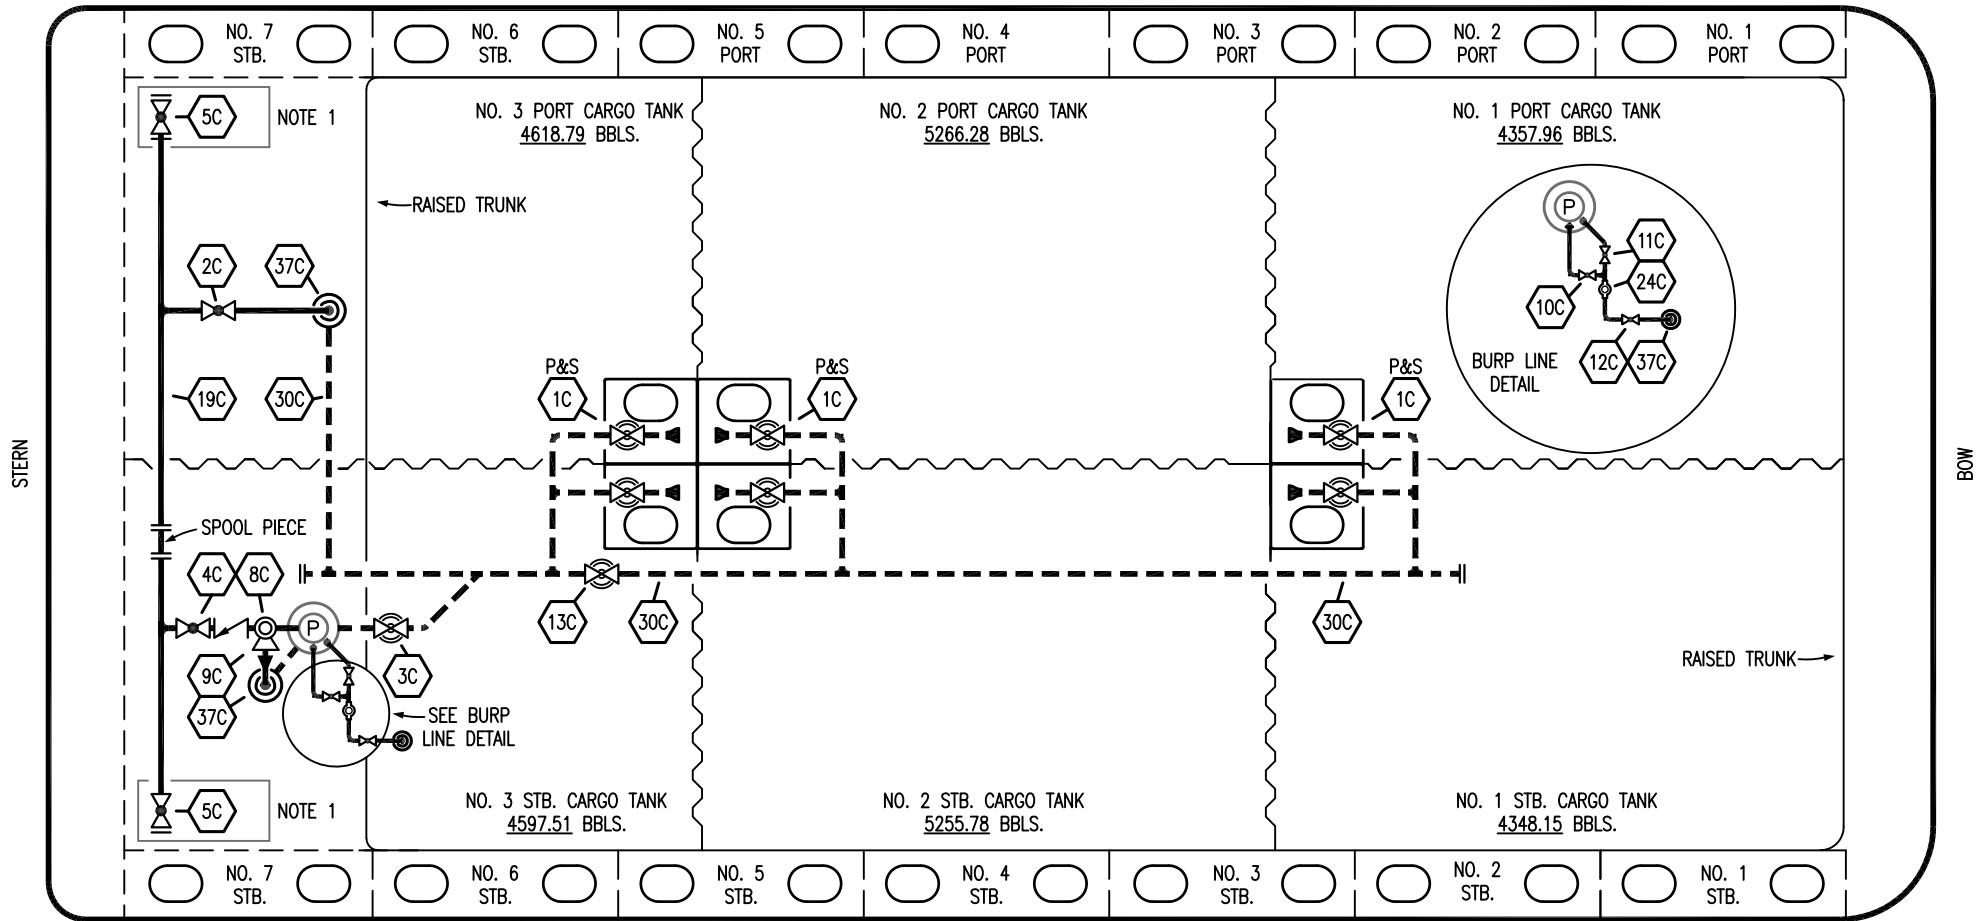 NO. 7
STB.
NO. 6
STB.
NO. 5
PORT
NO. 4
PORT
NO. 3
PORT
NO. 2
PORT
NO. 1
PORT
5C
NOTE 1
NO. 3 PORT CARGO TANK
4618.79 BBLS.
NO. 2 PORT CARGO TANK
5266.28 BBLS.
NO. 1 PORT CARGO TANK
4357.96 BBLS.
RAISED TRUNK
P
11C
24C
10C
12C
37C
BURP LINE
DETAIL
2C
37C
19C
30C
P&S
1C
P&S
1C
P&S
1C
STERN
BOW
SPOOL PIECE
4C
8C
13C
30C
30C
P
9C
37C
3C
RAISED TRUNK
SEE BURP
LINE DETAIL
5C
NOTE 1
NO. 3 STB. CARGO TANK
4597.51 BBLS.
NO. 2 STB. CARGO TANK
5255.78 BBLS.
NO. 1 STB. CARGO TANK
4348.15 BBLS.
NO. 7
STB.
NO. 6
STB.
NO. 5
STB.
NO. 4
STB.
NO. 3
STB.
NO. 2
STB.
NO. 1
STB.